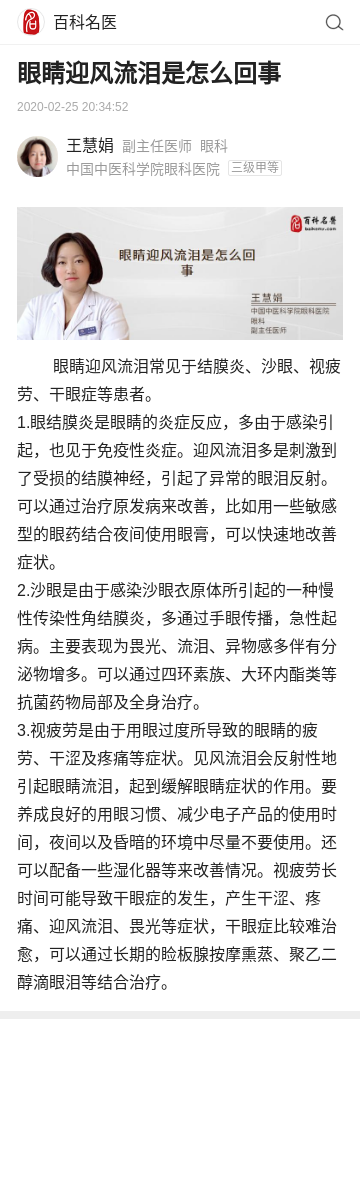 百科名医
眼睛迎风流泪是怎么回事
2020-02-25 20:34:52
王慧娟 副主任医师 眼科
中国中医科学院眼科医院 三级甲等
百科名醫
baikemy.com
眼睛迎风流泪是怎么回
事
王慧娟
中国中医科学院眼科医院
眼科
副主任医师
眼睛迎风流泪常见于结膜炎、沙眼、视疲
劳、干眼症等患者。
1.眼结膜炎是眼睛的炎症反应，多由于感染引
起，也见于免疫性炎症。迎风流泪多是刺激到
了受损的结膜神经，引起了异常的眼泪反射。
可以通过治疗原发病来改善，比如用一些敏感
型的眼药结合夜间使用眼膏，可以快速地改善
症状。
2.沙眼是由于感染沙眼衣原体所引起的一种慢
性传染性角结膜炎，多通过手眼传播，急性起
病。主要表现为畏光、流泪、异物感多伴有分
泌物增多。可以通过四环素族、大环内酯类等
抗菌药物局部及全身治疗。
3.视疲劳是由于用眼过度所导致的眼睛的疲
劳、干涩及疼痛等症状。见风流泪会反射性地
引起眼睛流泪，起到缓解眼睛症状的作用。要
养成良好的用眼习惯、减少电子产品的使用时
间，夜间以及昏暗的环境中尽量不要使用。还
可以配备一些湿化器等来改善情况。视疲劳长
时间可能导致干眼症的发生，产生干涩、疼
痛、迎风流泪、畏光等症状，干眼症比较难治
愈，可以通过长期的睑板腺按摩熏蒸、聚乙二
醇滴眼泪等结合治疗。